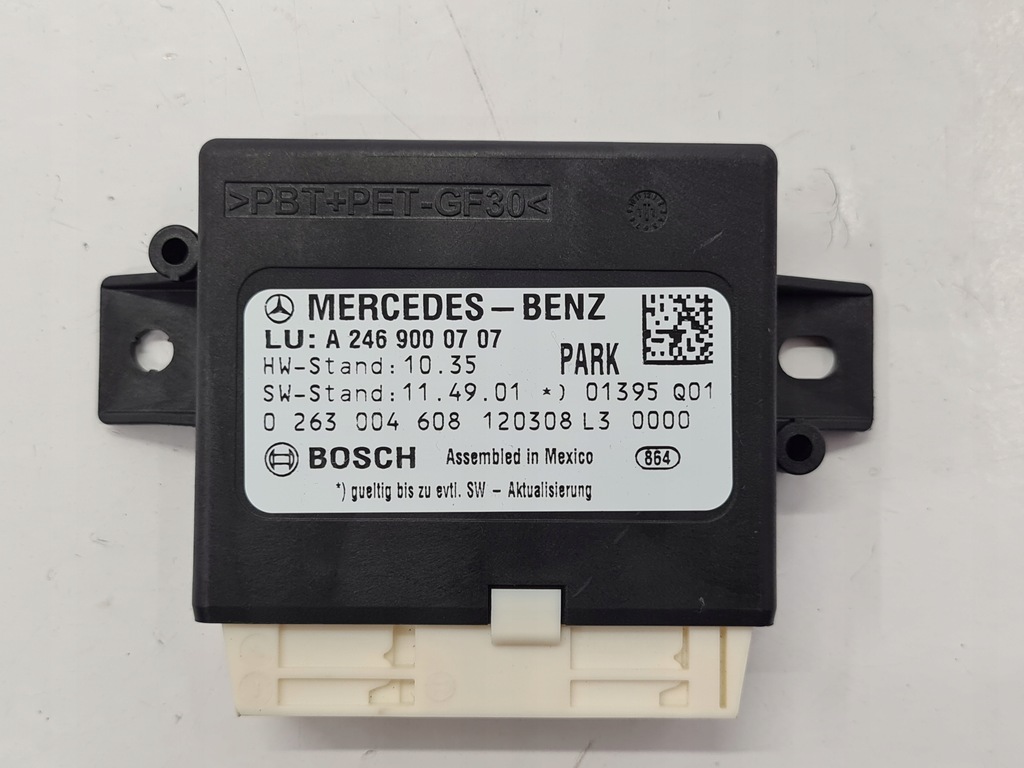 >PBT+PET-GF30<
MERCEDES-BENZ
LU: A 246 900 07 07
HW-Stand: 10.35 PARK
SW-Stand: 11.49.01 *) 01395 Q01
0 263 004 608 120308 L3 0000
BOSCH Assembled in Mexico 864
*) gueltig bis zu evtl. SW - Aktualisierung